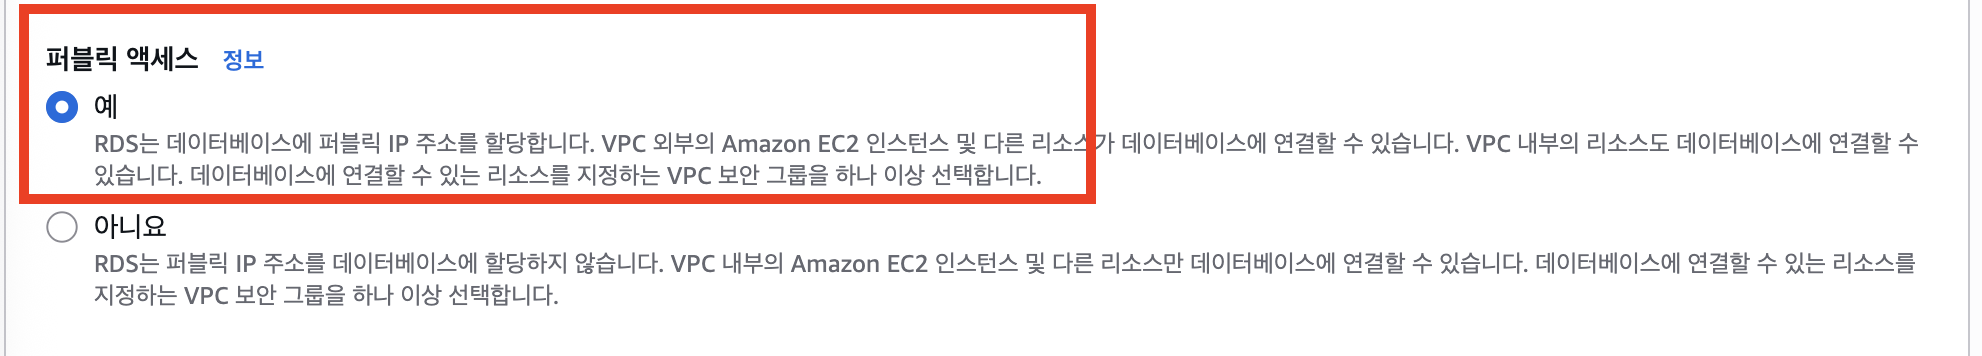 퍼블릭 액세스 정보
예
RDS는 데이터베이스에 퍼블릭 IP 주소를 할당합니다. VPC 외부의 Amazon EC2 인스턴스 및 다른 리소스가 데이터베이스에 연결할 수 있습니다. VPC 내부의 리소스도 데이터베이스에 연결할 수
있습니다. 데이터베이스에 연결할 수 있는 리소스를 지정하는 VPC 보안 그룹을 하나 이상 선택합니다.
아니요
RDS는 퍼블릭 IP 주소를 데이터베이스에 할당하지 않습니다. VPC 내부의 Amazon EC2 인스턴스 및 다른 리소스만 데이터베이스에 연결할 수 있습니다. 데이터베이스에 연결할 수 있는 리소스를
지정하는 VPC 보안 그룹을 하나 이상 선택합니다.